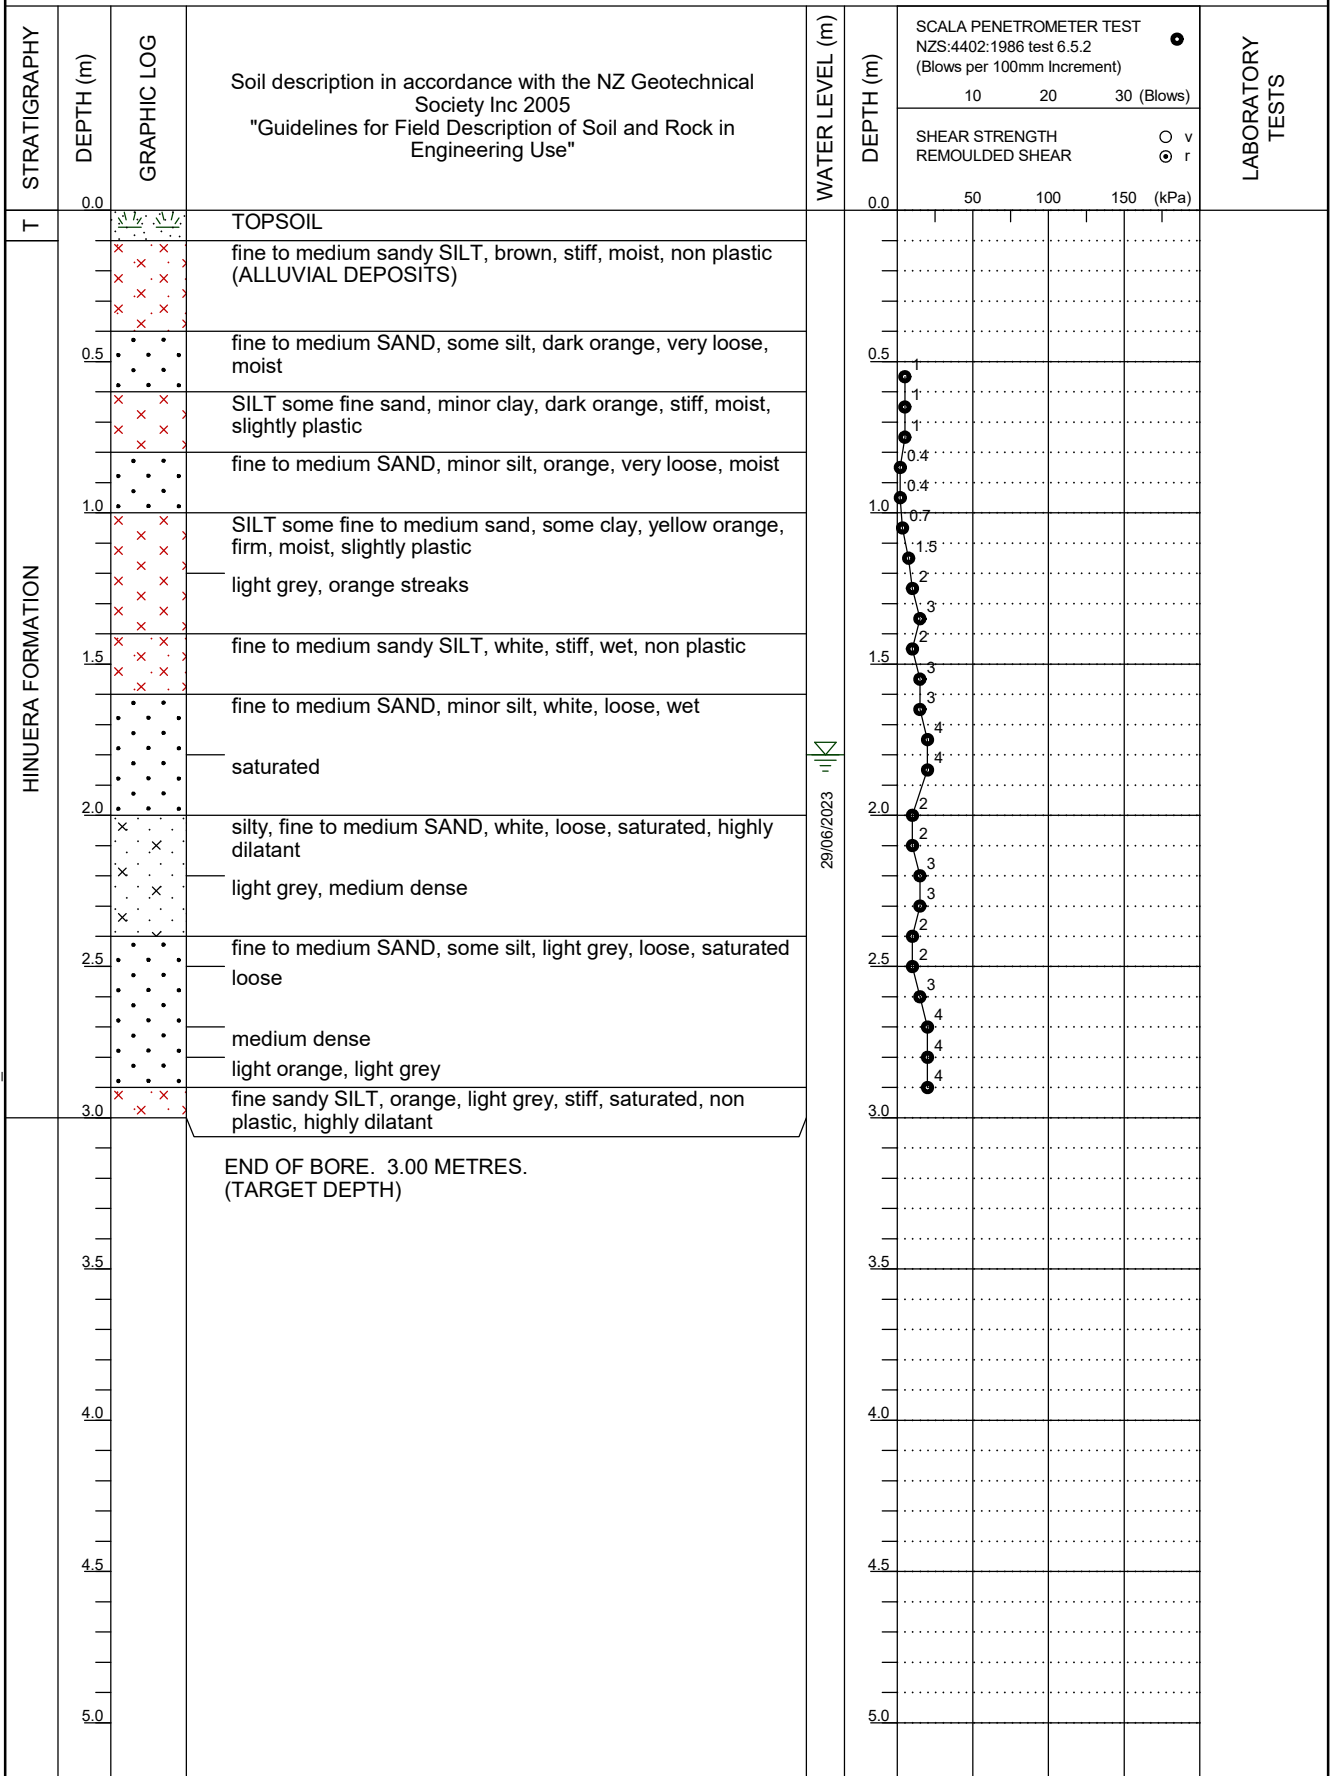 STRATIGRAPHY
DEPTH (m)
GRAPHIC LOG
Soil description in accordance with the NZ Geotechnical
Society Inc 2005
"Guidelines for Field Description of Soil and Rock in
Engineering Use"
WATER LEVEL (m)
DEPTH (m)
SCALA PENETROMETER TEST
NZS:4402:1986 test 6.5.2
(Blows per 100mm Increment)
10 20 30 (Blows)
SHEAR STRENGTH v
REMOULDED SHEAR r
50 100 150 (kPa)
LABORATORY
TESTS
0.0
0.0
T
TOPSOIL
HINUERA FORMATION
fine to medium sandy SILT, brown, stiff, moist, non plastic
(ALLUVIAL DEPOSITS)
fine to medium SAND, some silt, dark orange, very loose,
moist
0.5
0.5
1
SILT some fine sand, minor clay, dark orange, stiff, moist,
slightly plastic
1
1
fine to medium SAND, minor silt, orange, very loose, moist
0.4
0.4
1.0
1.0
SILT some fine to medium sand, some clay, yellow orange,
firm, moist, slightly plastic
0.7
1.5
light grey, orange streaks
2
3
fine to medium sandy SILT, white, stiff, wet, non plastic
2
1.5
1.5
3
fine to medium SAND, minor silt, white, loose, wet
3
4
saturated
4
29/06/2023
2.0
2.0
2
silty, fine to medium SAND, white, loose, saturated, highly
dilatant
2
3
light grey, medium dense
3
2
fine to medium SAND, some silt, light grey, loose, saturated
2
2.5
2.5
loose
3
4
medium dense
4
light orange, light grey
4
fine sandy SILT, orange, light grey, stiff, saturated, non
plastic, highly dilatant
3.0
3.0
END OF BORE. 3.00 METRES.
(TARGET DEPTH)
3.5
3.5
4.0
4.0
4.5
4.5
5.0
5.0